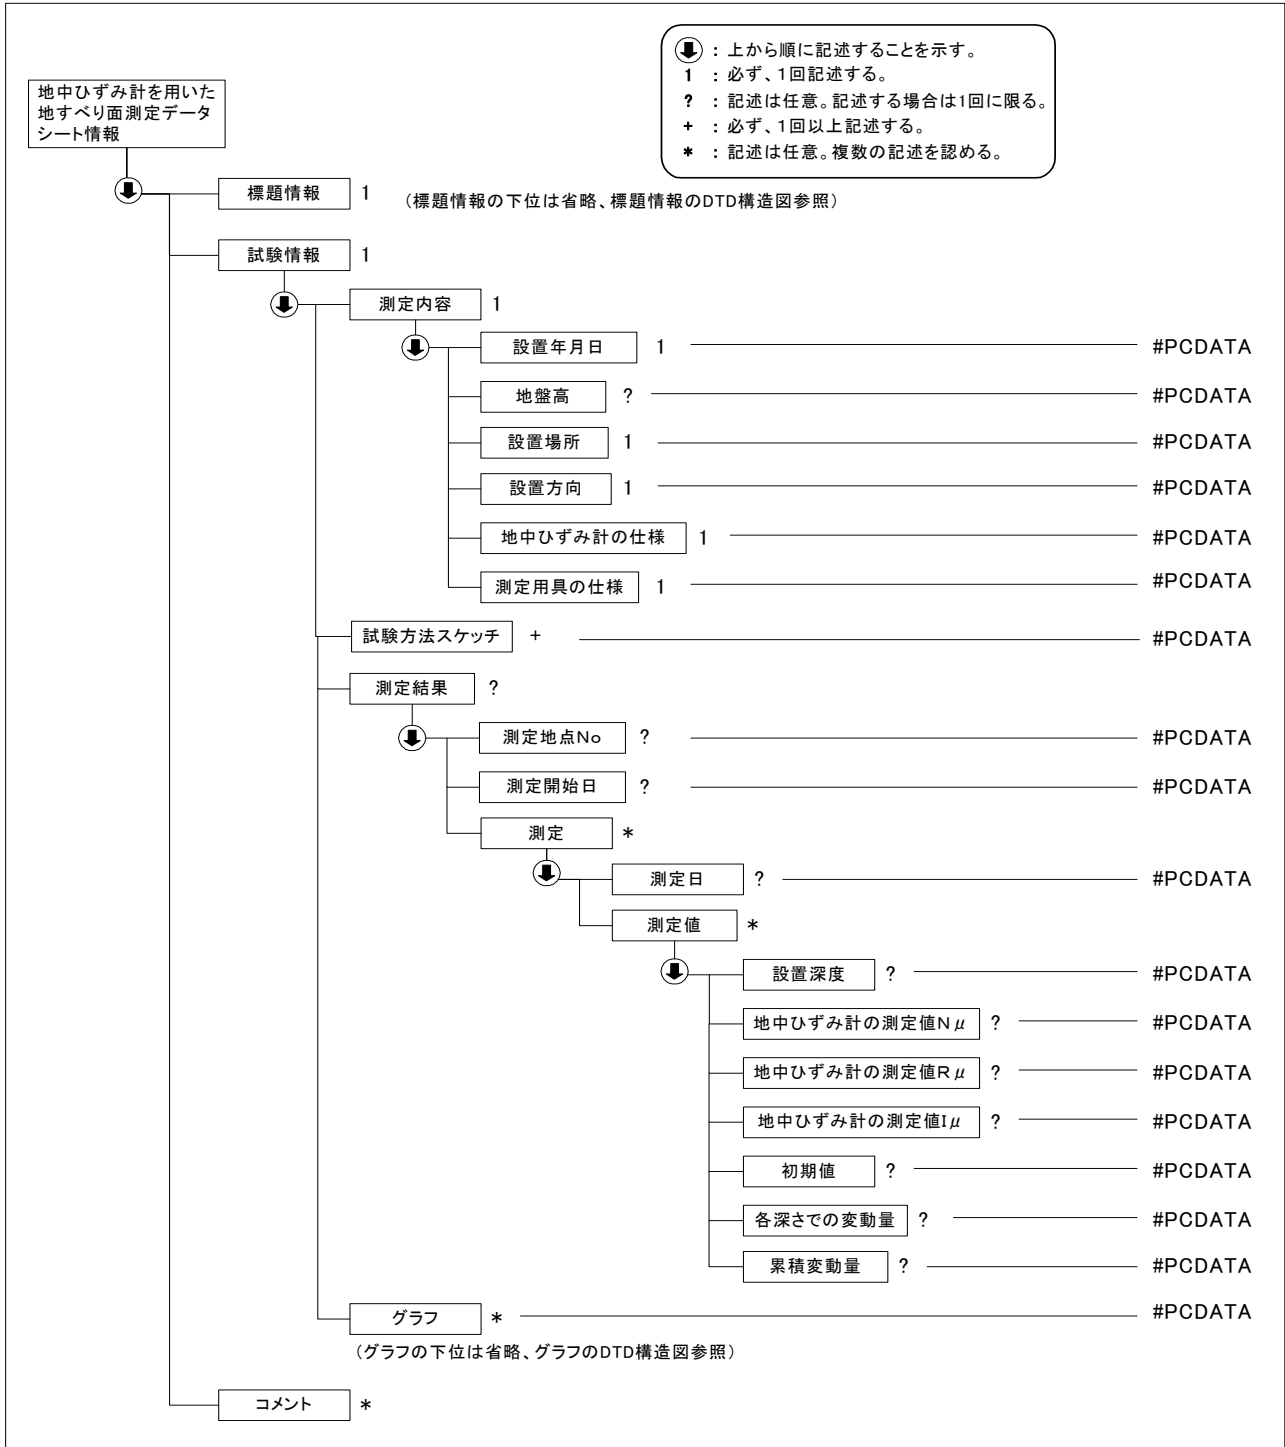 : 上から順に記述することを示す。
1 : 必ず、1回記述する。
? : 記述は任意。記述する場合は1回に限る。
+ : 必ず、1回以上記述する。
* : 記述は任意。複数の記述を認める。
地中ひずみ計を用いた
地すべり面測定データ
シート情報
標題情報 1 (標題情報の下位は省略、標題情報のDTD構造図参照)
試験情報 1
測定内容 1
設置年月日 1 #PCDATA
地盤高 ? #PCDATA
設置場所 1 #PCDATA
設置方向 1 #PCDATA
地中ひずみ計の仕様 1 #PCDATA
測定用具の仕様 1 #PCDATA
試験方法スケッチ + #PCDATA
測定結果 ?
測定地点No ? #PCDATA
測定開始日 ? #PCDATA
測定 *
測定日 ? #PCDATA
測定値 *
設置深度 ? #PCDATA
地中ひずみ計の測定値Nμ ? #PCDATA
地中ひずみ計の測定値Rμ ? #PCDATA
地中ひずみ計の測定値Iμ ? #PCDATA
初期値 ? #PCDATA
各深さでの変動量 ? #PCDATA
累積変動量 ? #PCDATA
グラフ * #PCDATA
(グラフの下位は省略、グラフのDTD構造図参照)
コメント *